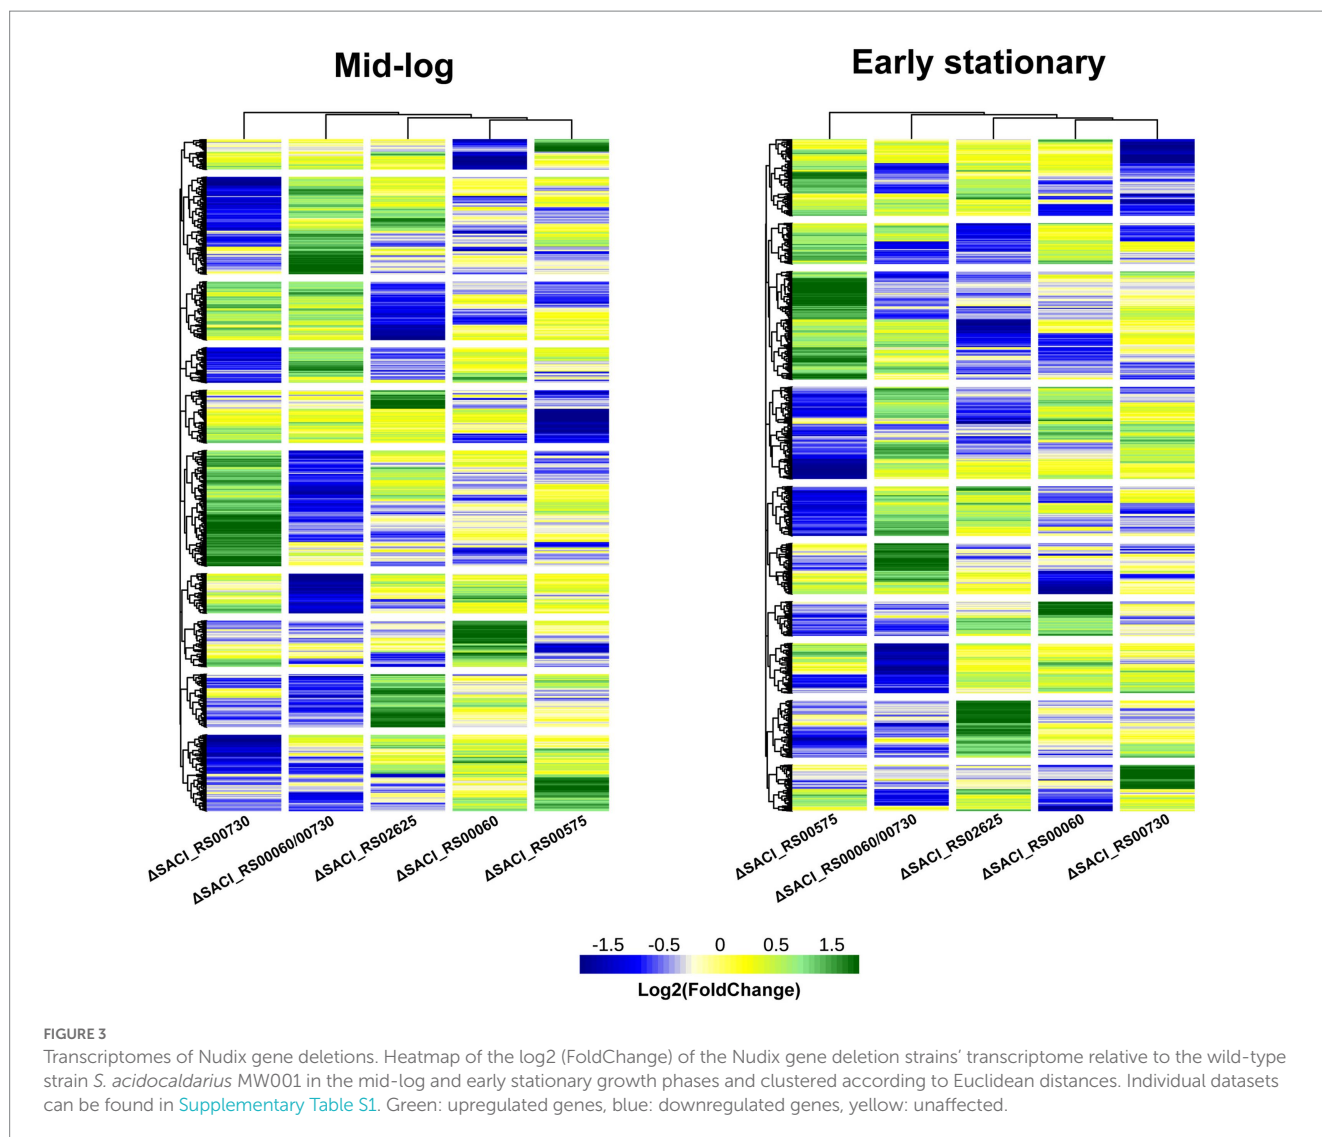 Mid-log
Early stationary
ΔSACI_RS00730
ΔSACI_RS00060/00730
ΔSACI_RS02625
ΔSACI_RS00060
ΔSACI_RS00575
ΔSACI_RS00575
ΔSACI_RS00060/00730
ΔSACI_RS02625
ΔSACI_RS00060
ΔSACI_RS00730
-1.5 -0.5 0 0.5 1.5
Log2(FoldChange)
FIGURE 3
Transcriptomes of Nudix gene deletions. Heatmap of the log2 (FoldChange) of the Nudix gene deletion strains’ transcriptome relative to the wild-type
strain S. acidocaldarius MW001 in the mid-log and early stationary growth phases and clustered according to Euclidean distances. Individual datasets
can be found in Supplementary Table S1. Green: upregulated genes, blue: downregulated genes, yellow: unaffected.